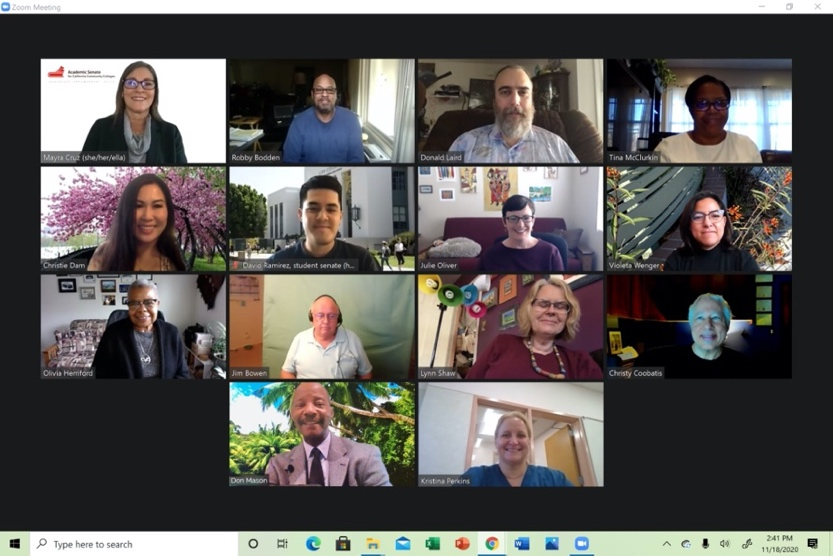 Zoom Meeting
Academic Senate
for California Community Colleges
Mayra Cruz (she/her/ella)
Robby Bodden
Donald Laird
Tina McClurkin
Christie Dam
David Ramirez, student senate (h...
Julie Oliver
Violeta Wenger
Olivia Herriford
Jim Bowen
Lynn Shaw
Christy Coobatis
Don Mason
Kristina Perkins
Type here to search
2:41 PM
11/18/2020